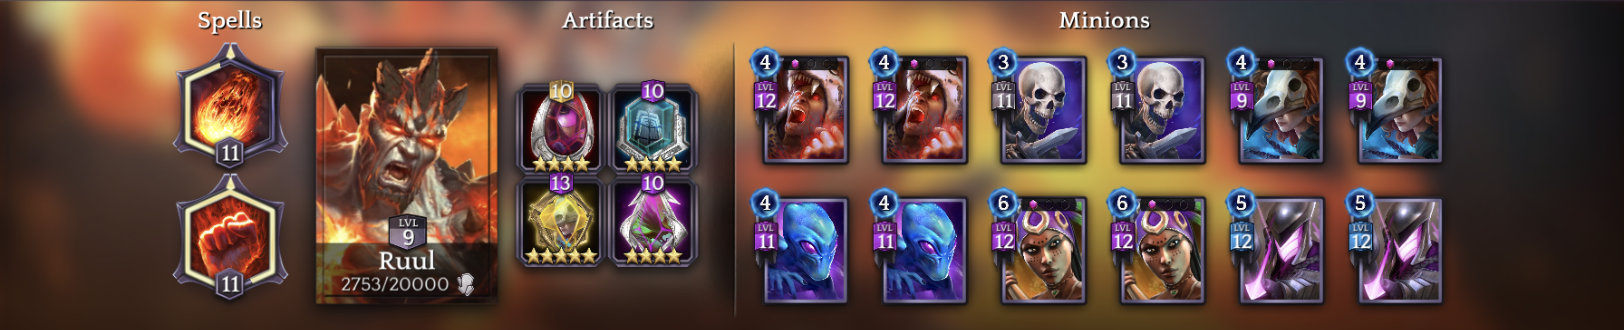 Spells
11
11
LVL
9
Ruul
2753/20000
Artifacts
10 10
13 10
Minions
4 4 3 3 4 4
LVL LVL LVL LVL LVL LVL
12 12 11 11 9 9
4 4 6 6 5 5
LVL LVL LVL LVL LVL LVL
11 11 12 12 12 12